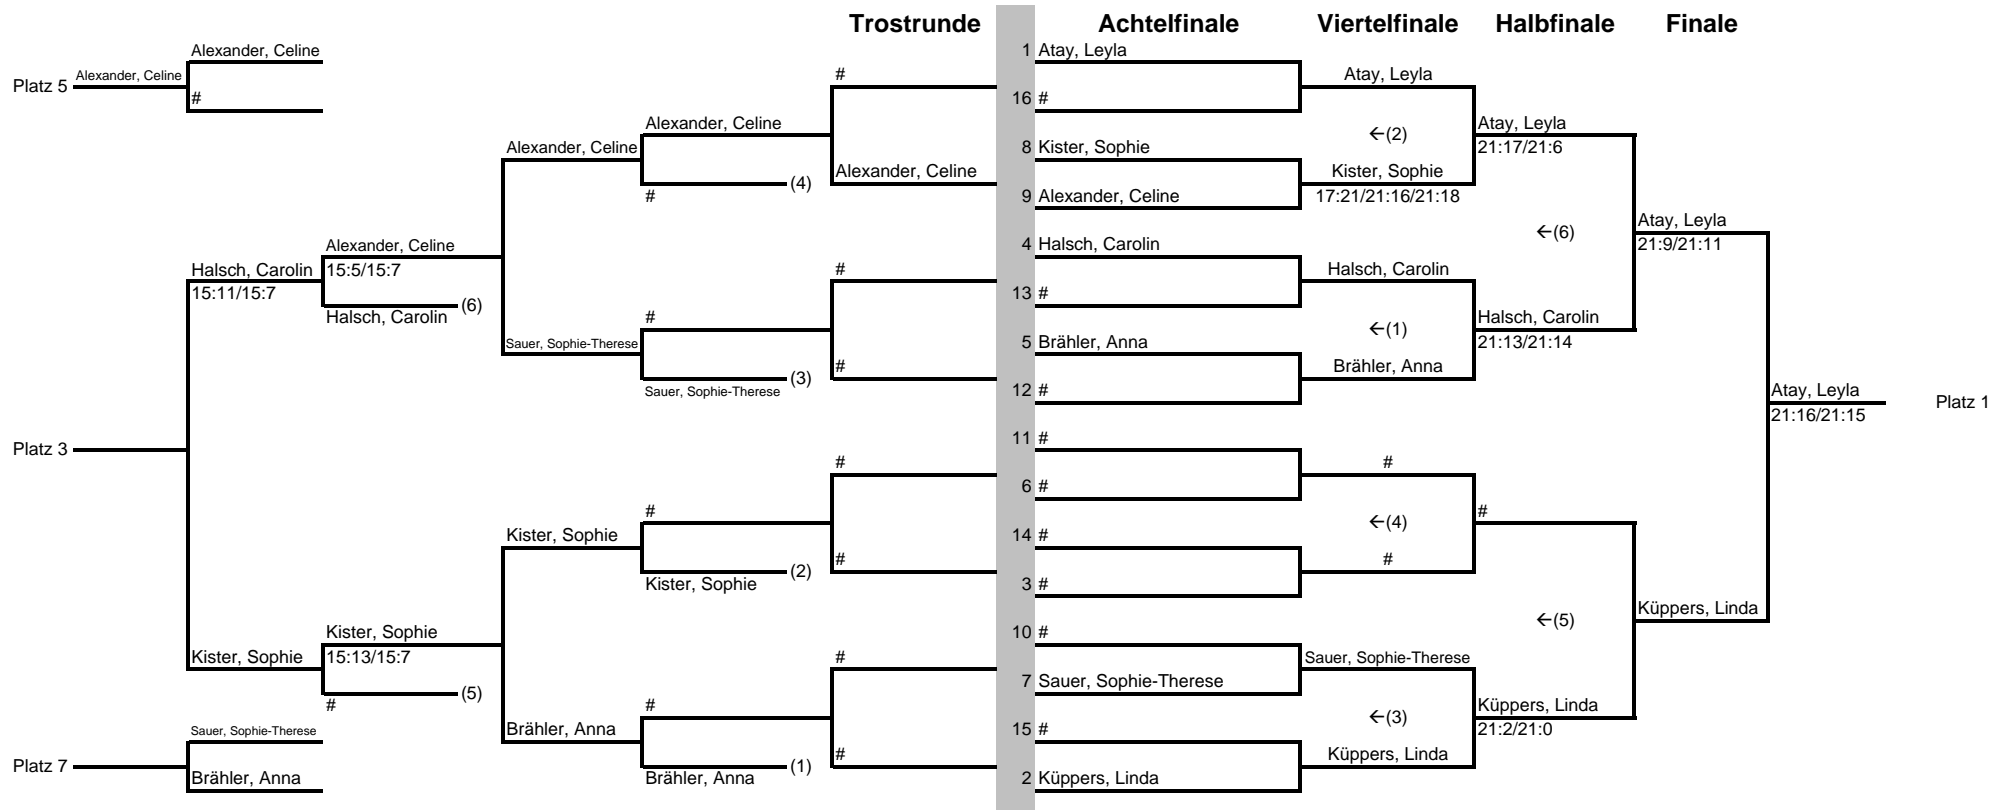 Trostrunde Achtelfinale Viertelfinale Halbfinale Finale
Alexander, Celine 1 Atay, Leyla
Platz 5 Alexander, Celine # Atay, Leyla
# 16 #
Alexander, Celine ←(2) Atay, Leyla
Alexander, Celine 8 Kister, Sophie 21:17/21:6
(4) Alexander, Celine Kister, Sophie
# 9 Alexander, Celine 17:21/21:16/21:18
Atay, Leyla
Alexander, Celine 4 Halsch, Carolin ←(6) 21:9/21:11
Halsch, Carolin 15:5/15:7 # Halsch, Carolin
15:11/15:7 (6) 13 #
Halsch, Carolin # ←(1) Halsch, Carolin
Sauer, Sophie-Therese 5 Brähler, Anna 21:13/21:14
(3) # Brähler, Anna
Sauer, Sophie-Therese 12 # Atay, Leyla
Platz 1
21:16/21:15
Platz 3 11 #
# #
6 #
# ←(4) #
Kister, Sophie 14 #
(2) # #
Kister, Sophie 3 #
Küppers, Linda
Kister, Sophie 10 # ←(5)
Kister, Sophie 15:13/15:7 # Sauer, Sophie-Therese
(5) 7 Sauer, Sophie-Therese
# # ←(3) Küppers, Linda
Sauer, Sophie-Therese Brähler, Anna 15 # 21:2/21:0
Platz 7 (1) # Küppers, Linda
Brähler, Anna Brähler, Anna 2 Küppers, Linda